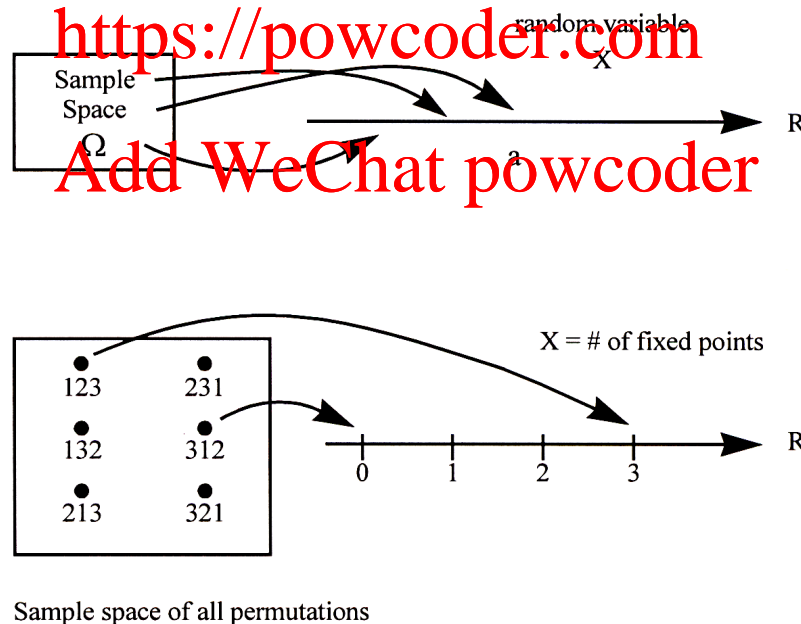 random variable
https://powcoder.com
X
Sample
Space
Ω
R
a
Add WeChat powcoder
X = # of fixed points
123 231
132 312
213 321
R
0 1 2 3
Sample space of all permutations